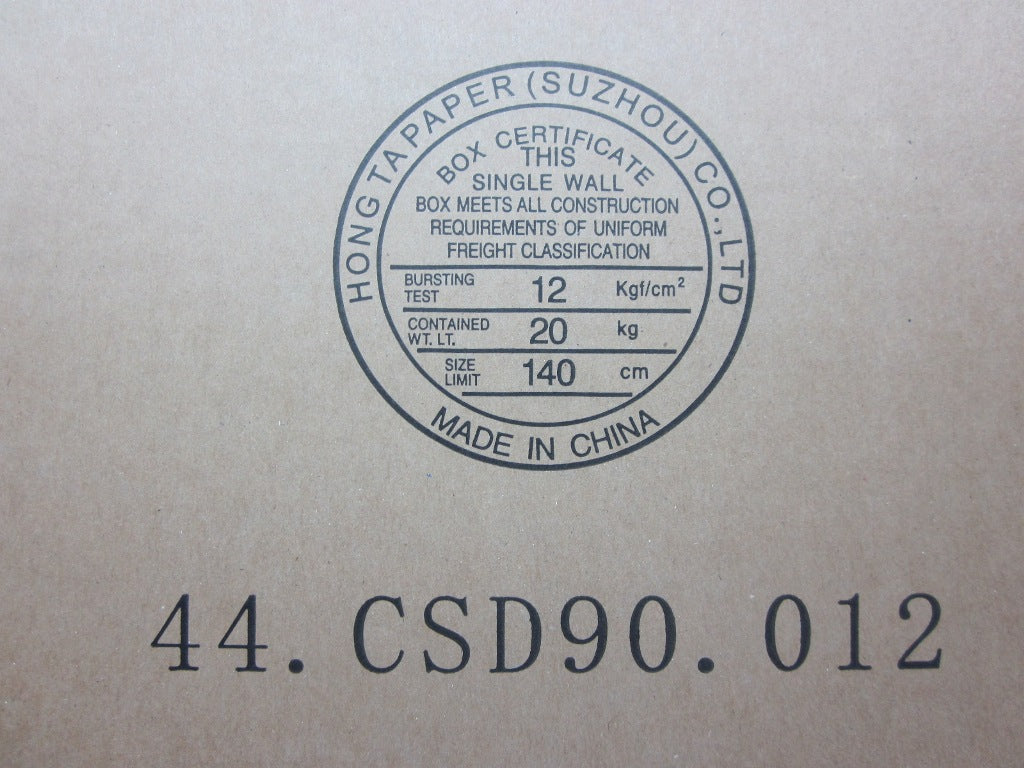 HONG TA PAPER (SUZHOU) CO.,LTD
BOX CERTIFICATE
THIS
SINGLE WALL
BOX MEETS ALL CONSTRUCTION
REQUIREMENTS OF UNIFORM
FREIGHT CLASSIFICATION
BURSTING
TEST 12 Kgf/cm²
CONTAINED
WT. LT. 20 kg
SIZE
LIMIT 140 cm
MADE IN CHINA
44.CSD90.012